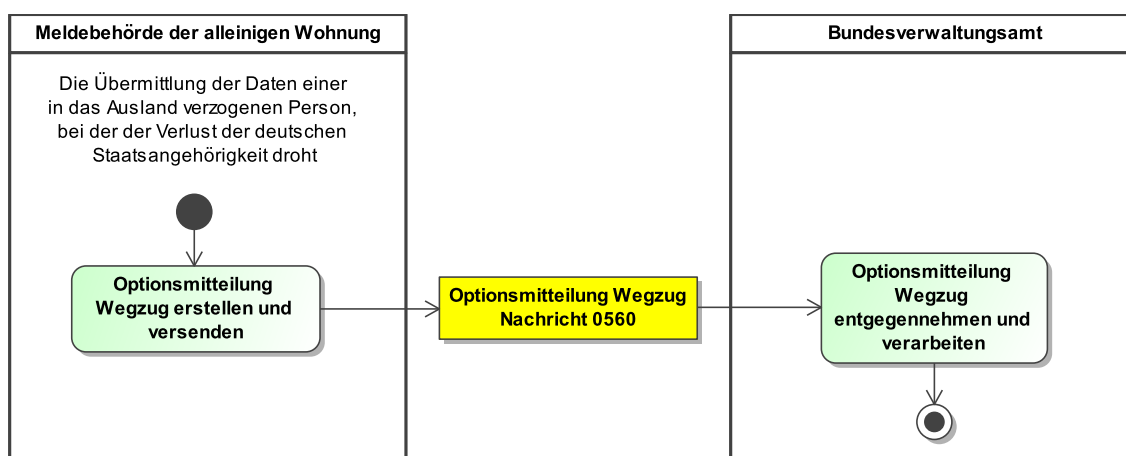 Meldebehörde der alleinigen Wohnung
Die Übermittlung der Daten einer
in das Ausland verzogenen Person,
bei der der Verlust der deutschen
Staatsangehörigkeit droht
Optionsmitteilung
Wegzug erstellen und
versenden
Optionsmitteilung Wegzug
Nachricht 0560
Bundesverwaltungsamt
Optionsmitteilung
Wegzug
entgegennehmen und
verarbeiten